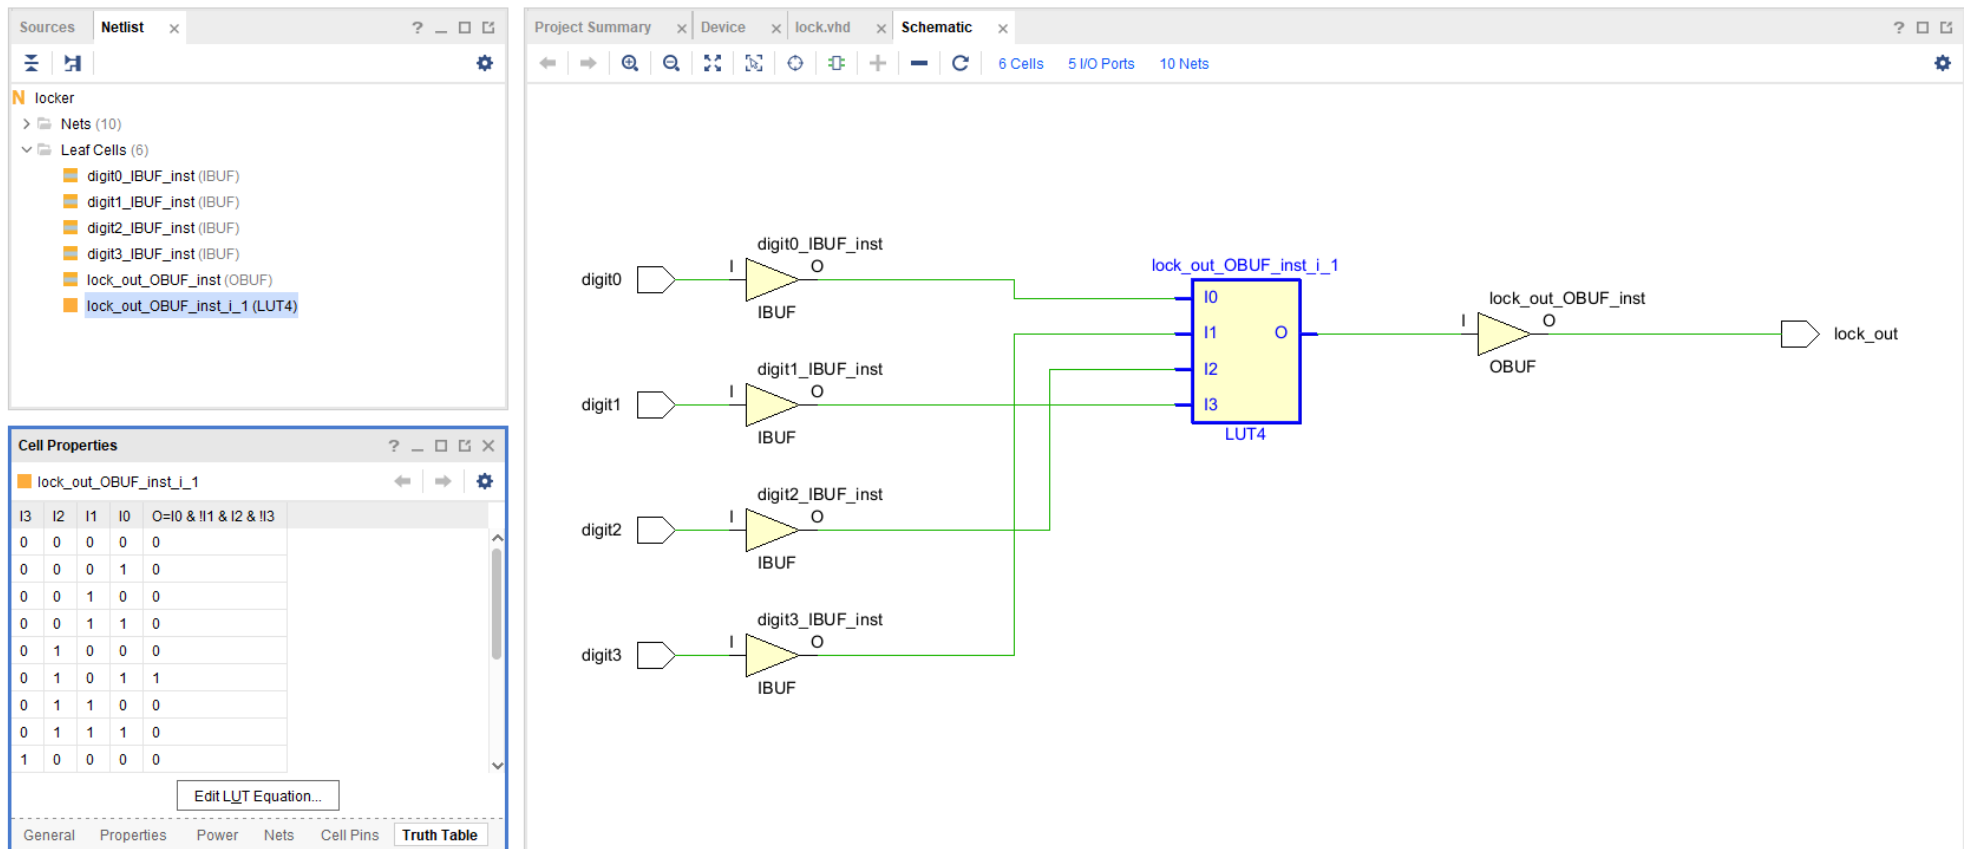 Sources Netlist
locker
Nets (10)
Leaf Cells (6)
digit0_IBUF_inst (IBUF)
digit1_IBUF_inst (IBUF)
digit2_IBUF_inst (IBUF)
digit3_IBUF_inst (IBUF)
lock_out_OBUF_inst (OBUF)
lock_out_OBUF_inst_i_1 (LUT4)
Cell Properties
lock_out_OBUF_inst_i_1
I3 I2 I1 I0 O=I0 & !I1 & I2 & !I3
0 0 0 0 0
0 0 0 1 0
0 0 1 0 0
0 0 1 1 0
0 1 0 0 0
0 1 0 1 1
0 1 1 0 0
0 1 1 1 0
1 0 0 0 0
Edit LUT Equation...
General Properties Power Nets Cell Pins Truth Table
Project Summary Device lock.vhd Schematic
6 Cells 5 I/O Ports 10 Nets
digit0_IBUF_inst
digit0 I O
IBUF
digit1_IBUF_inst
digit1 I O
IBUF
digit2_IBUF_inst
digit2 I O
IBUF
digit3_IBUF_inst
digit3 I O
IBUF
lock_out_OBUF_inst_i_1
I0
I1 O
I2
I3
LUT4
lock_out_OBUF_inst
I O lock_out
OBUF